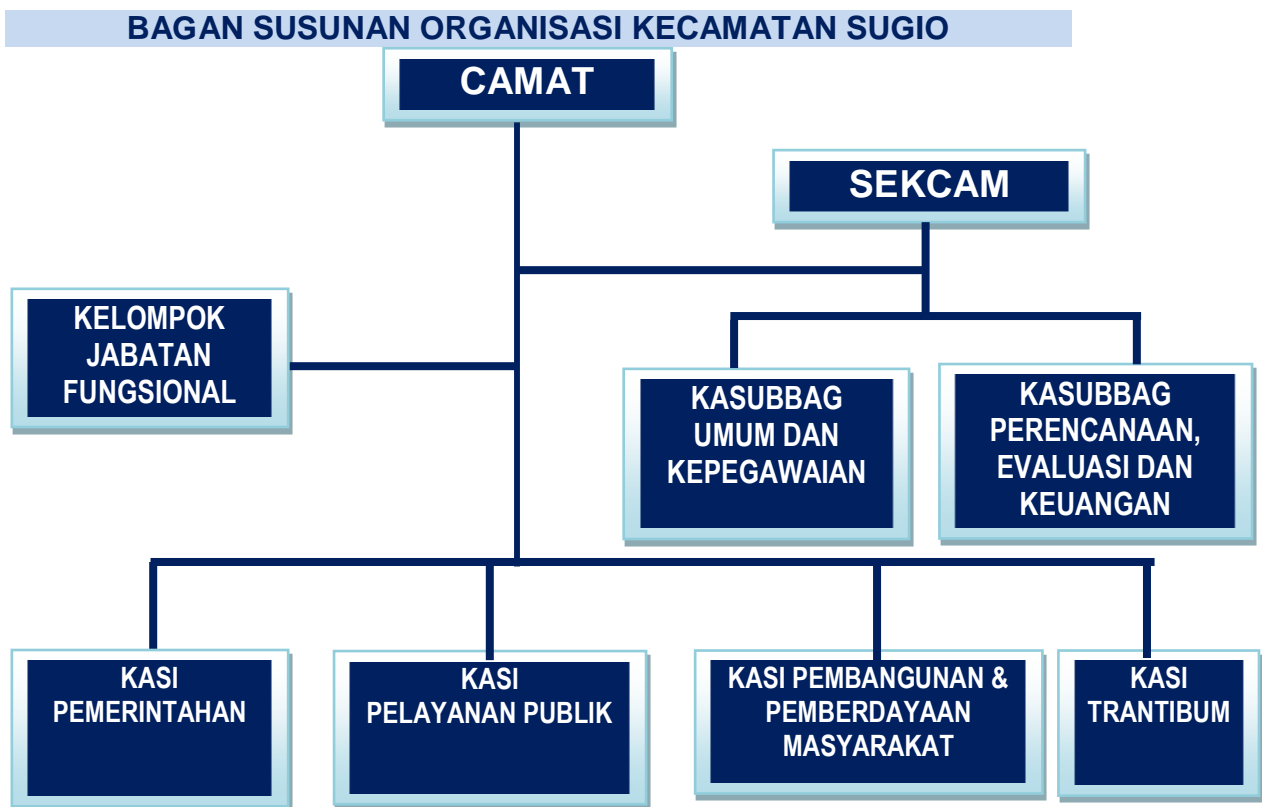 BAGAN SUSUNAN ORGANISASI KECAMATAN SUGIO
CAMAT
SEKCAM
KELOMPOK
JABATAN
FUNGSIONAL
KASUBBAG
UMUM DAN
KEPEGAWAIAN
KASUBBAG
PERENCANAAN,
EVALUASI DAN
KEUANGAN
KASI
PEMERINTAHAN
KASI
PELAYANAN PUBLIK
KASI PEMBANGUNAN &
PEMBERDAYAAN
MASYARAKAT
KASI
TRANTIBUM